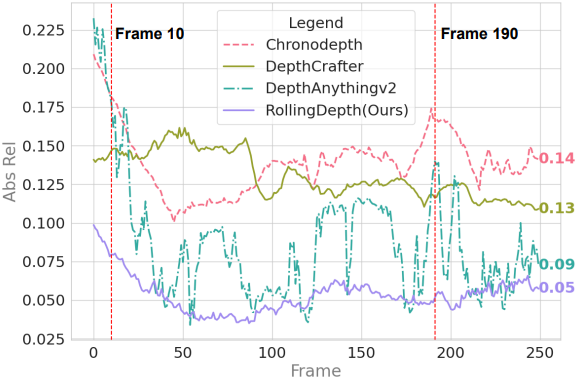 Legend
Chronodepth
DepthCrafter
DepthAnythingv2
RollingDepth(Ours)
Frame 10
Frame 190
Abs Rel
0.225
0.200
0.175
0.150
0.125
0.100
0.075
0.050
0.025
0.14
0.13
0.09
0.05
0
50
100
150
200
250
Frame